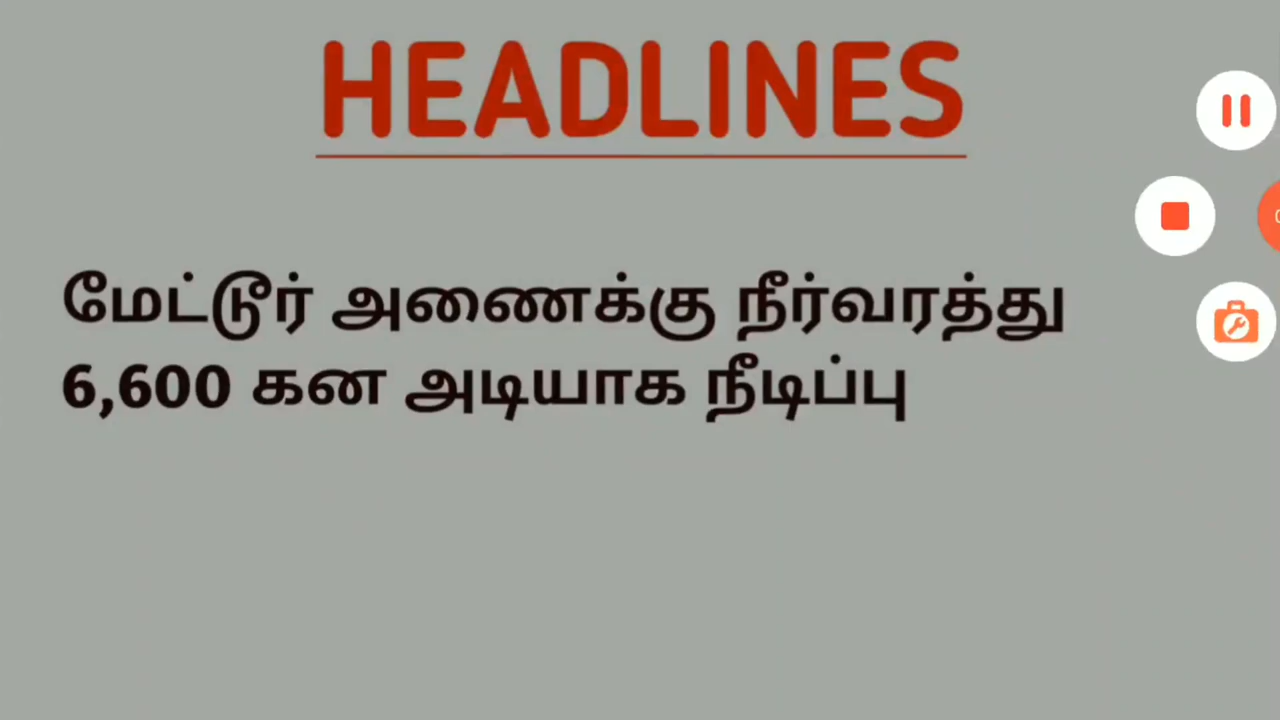 HEADLINES
மேட்டூர் அணைக்கு நீர்வரத்து
6,600 கன அடியாக நீடிப்பு